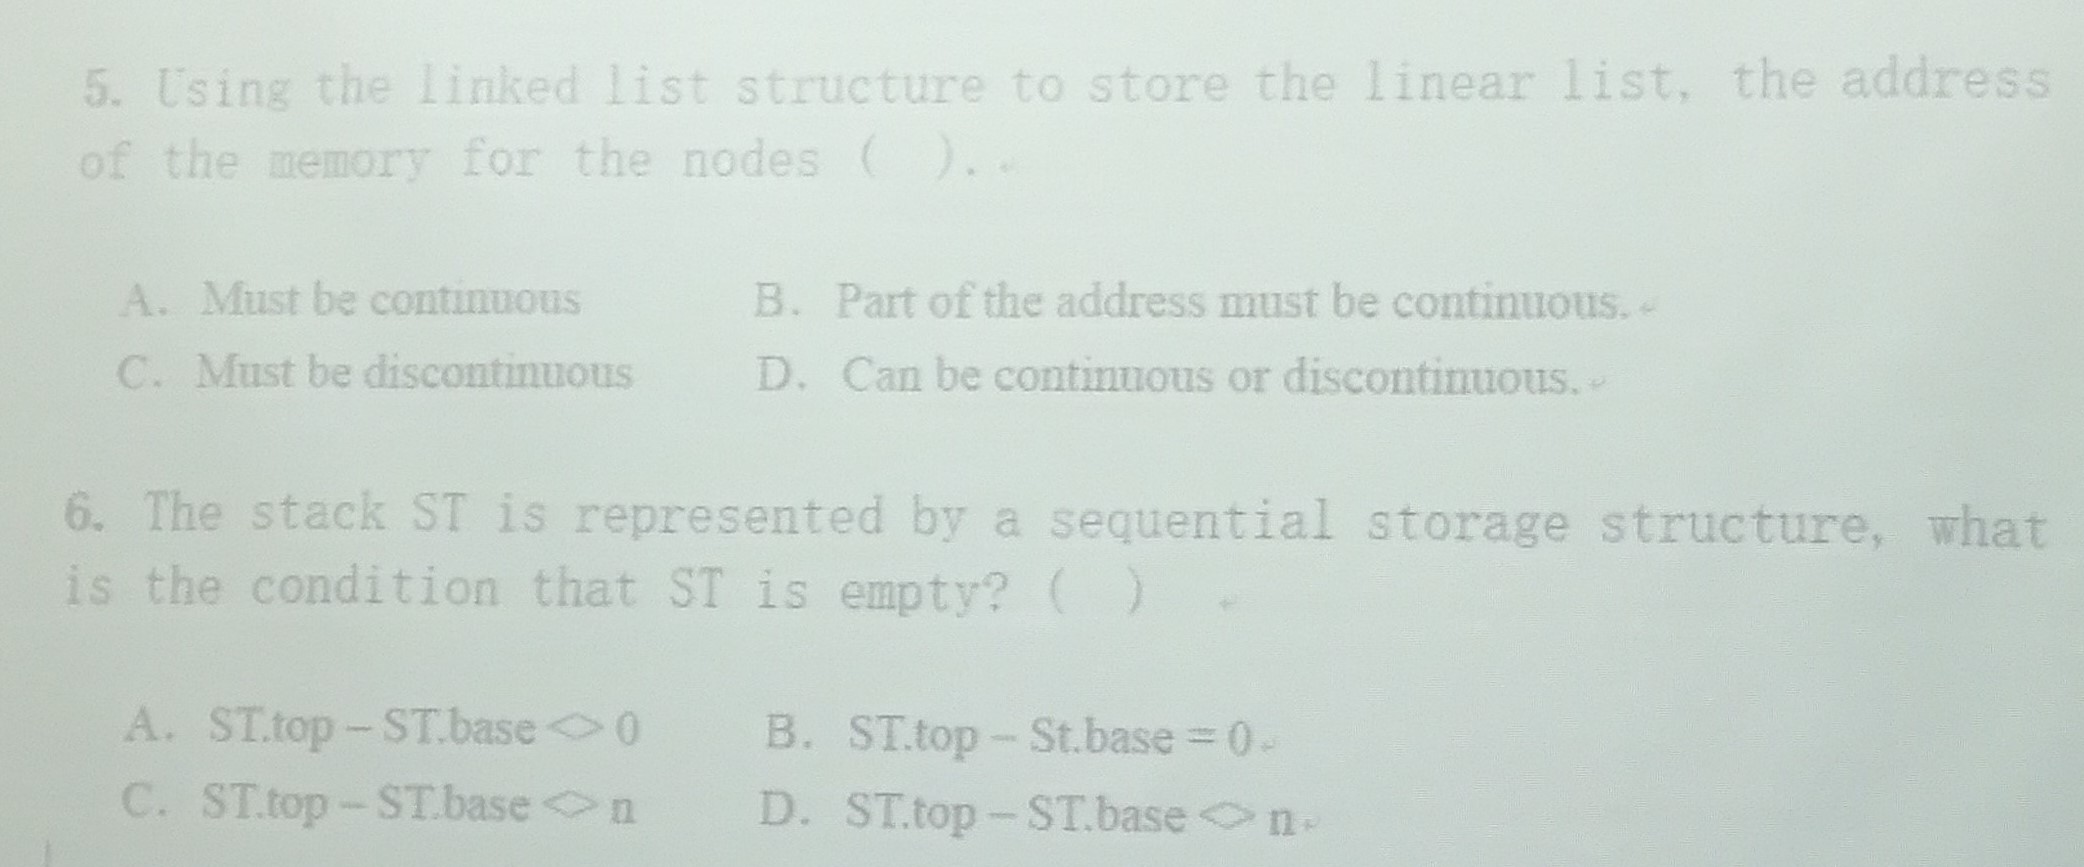 5. Using the linked list structure to store the linear list, the address
of the memory for the nodes ( ).
A. Must be continuous B. Part of the address must be continuous.
C. Must be discontinuous D. Can be continuous or discontinuous.
6. The stack ST is represented by a sequential storage structure, what
is the condition that ST is empty? ( )
A. ST.top – ST.base <> 0 B. ST.top – St.base = 0
C. ST.top – ST.base <> n D. ST.top – ST.base <> n